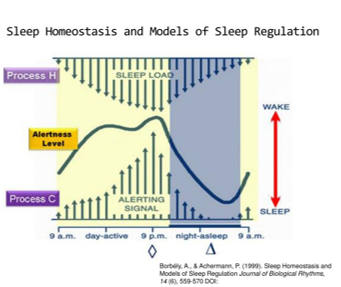 Sleep Homeostasis and Models of Sleep Regulation
Process H
SLEEP LOAD
WAKE
Alertness
Level
Process C
ALERTING
SIGNAL
SLEEP
9 a.m. day-active 9 p.m. night-asleep 9 a.m.
Borbély, A., & Achermann, P. (1999). Sleep Homeostasis and
Models of Sleep Regulation Journal of Biological Rhythms,
14 (6), 559-570 DOI: